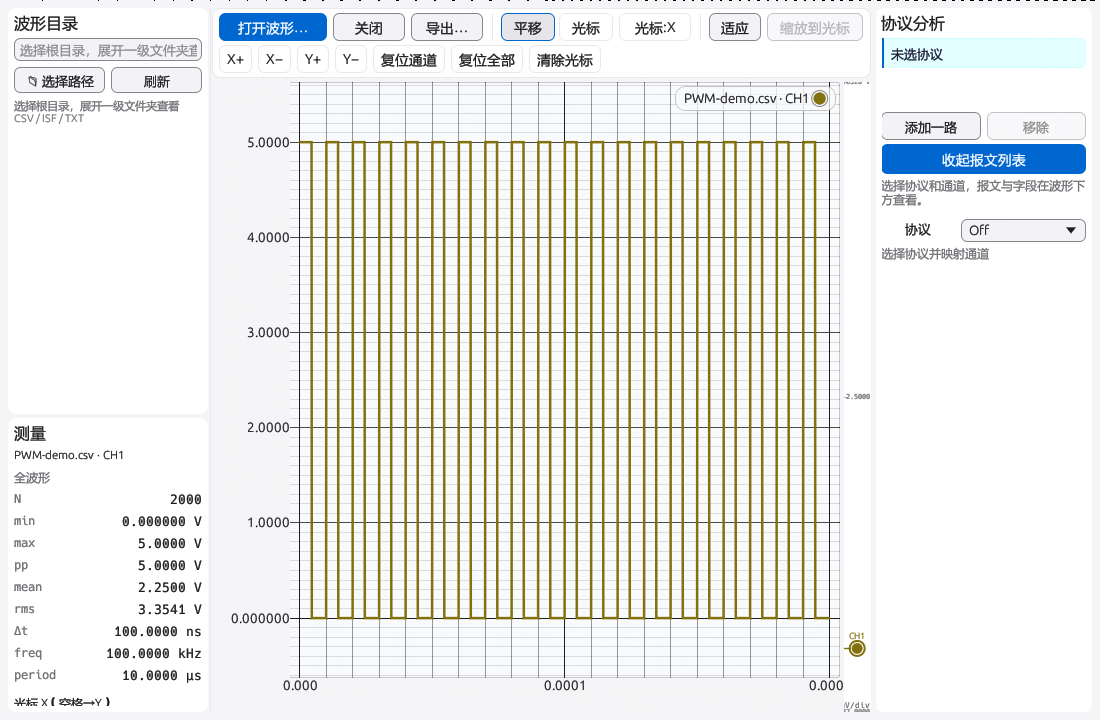 波形目录
选择根目录，展开一级文件夹查
选择路径
刷新
选择根目录，展开一级文件夹查看
CSV / ISF / TXT
测量
PWM-demo.csv · CH1
全波形
N 2000
min 0.000000 V
max 5.0000 V
pp 5.0000 V
mean 2.2500 V
rms 3.3541 V
Δt 100.0000 ns
freq 100.0000 kHz
period 10.0000 µs
光标 X ( 空格→Y )
打开波形… 关闭 导出… 平移 光标 光标:X 适应 缩放到光标
X+ X− Y+ Y− 复位通道 复位全部 清除光标
PWM-demo.csv · CH1
5.0000
4.0000
3.0000
2.0000
1.0000
0.000000
0.000 0.0001 0.000
-2.5000
CH1
V/div
协议分析
未选协议
添加一路 移除
收起报文列表
选择协议和通道，报文与字段在波形下
方查看。
协议 Off
选择协议并映射通道